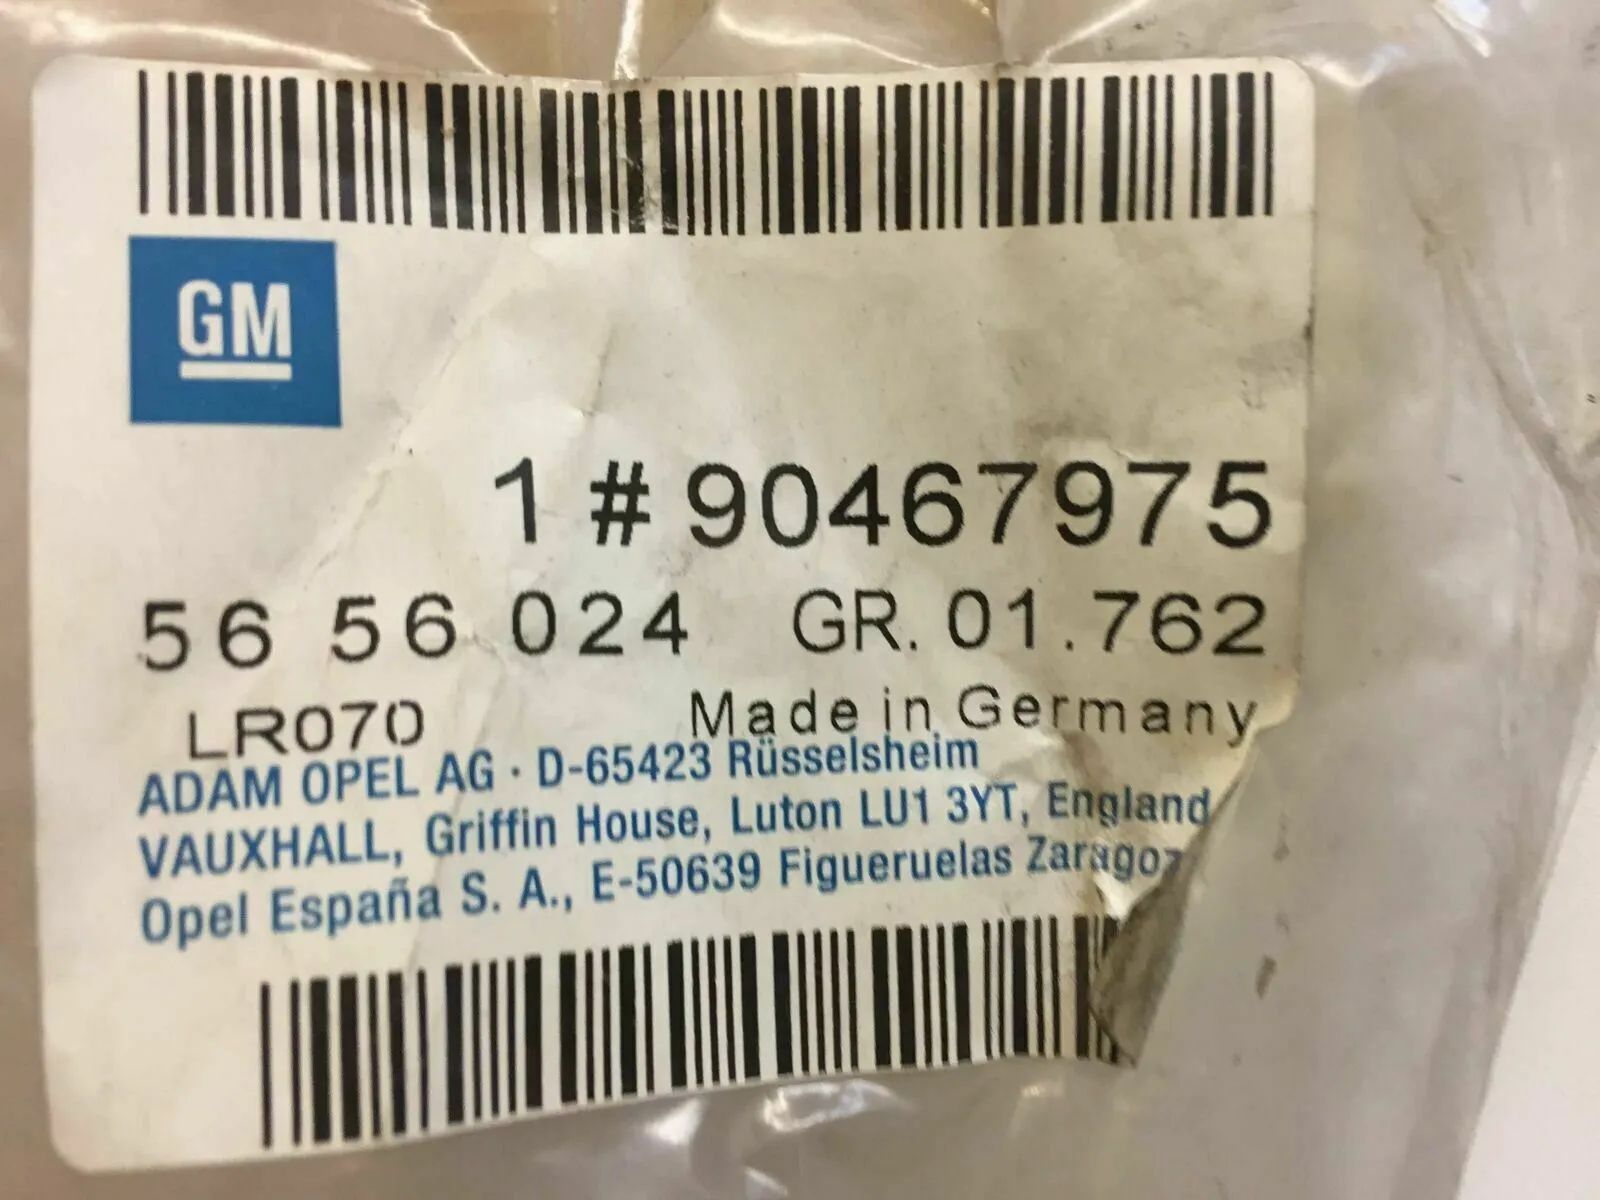 GM
1 # 90467975
56 56 024 GR. 01.762
LR070 Made in Germany
ADAM OPEL AG · D-65423 Rüsselsheim
VAUXHALL, Griffin House, Luton LU1 3YT, England
Opel España S. A., E-50639 Figueruelas Zaragoz